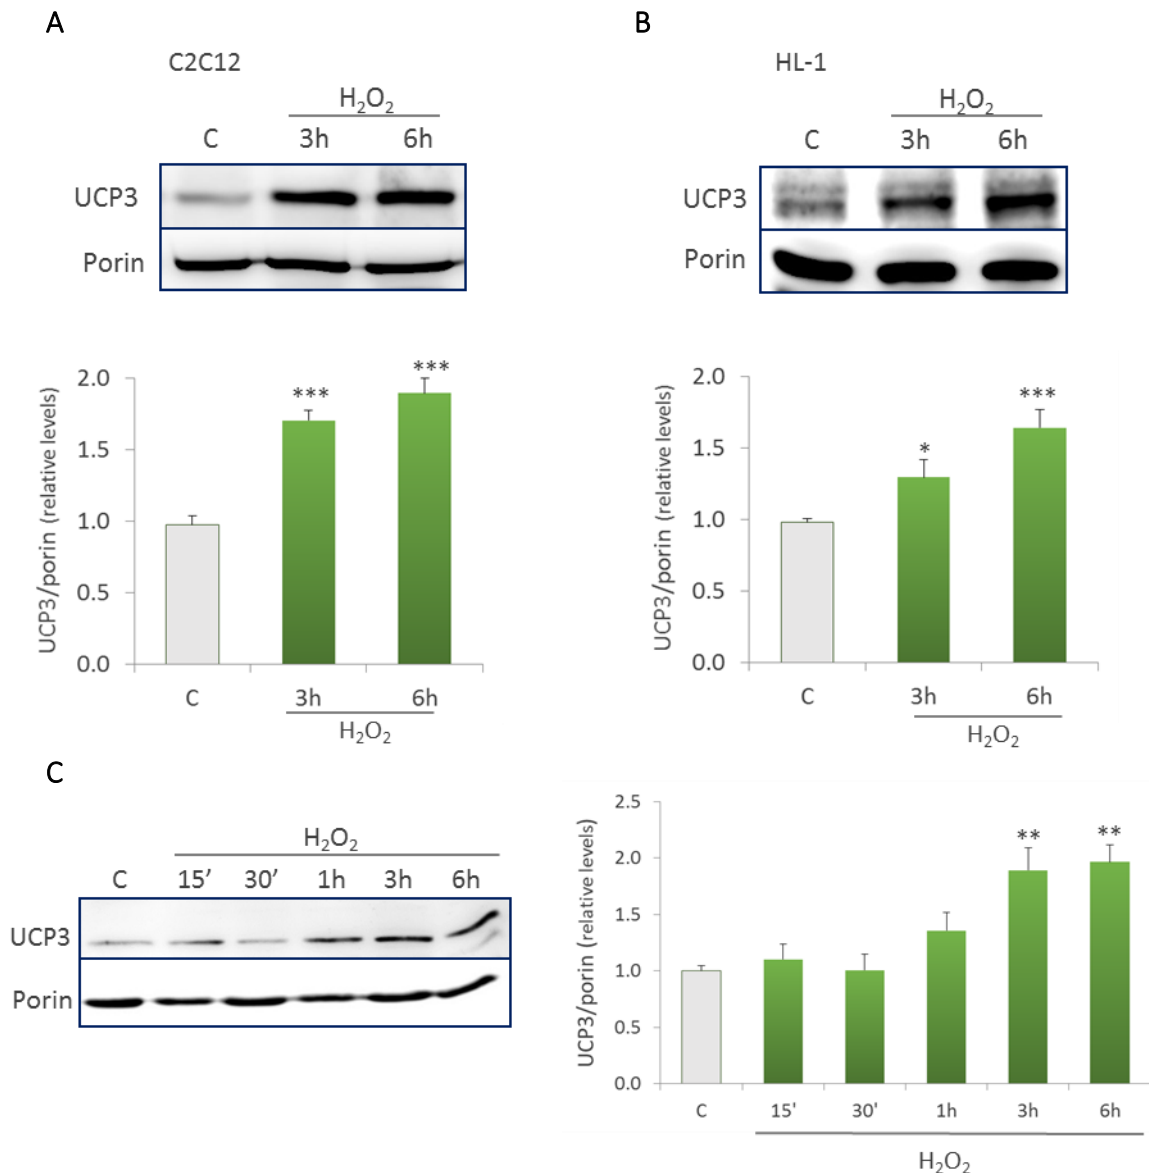 A
C2C12
H₂O₂
C 3h 6h
UCP3
Porin
UCP3/porin (relative levels)
2.0
1.5
1.0
0.5
0.0
***
***
C 3h 6h
H₂O₂
B
HL-1
H₂O₂
C 3h 6h
UCP3
Porin
UCP3/porin (relative levels)
2.0
1.5
1.0
0.5
0.0
*
***
C 3h 6h
H₂O₂
C
H₂O₂
C 15’ 30’ 1h 3h 6h
UCP3
Porin
UCP3/porin (relative levels)
2.5
2.0
1.5
1.0
0.5
0.0
** **
C 15' 30' 1h 3h 6h
H₂O₂